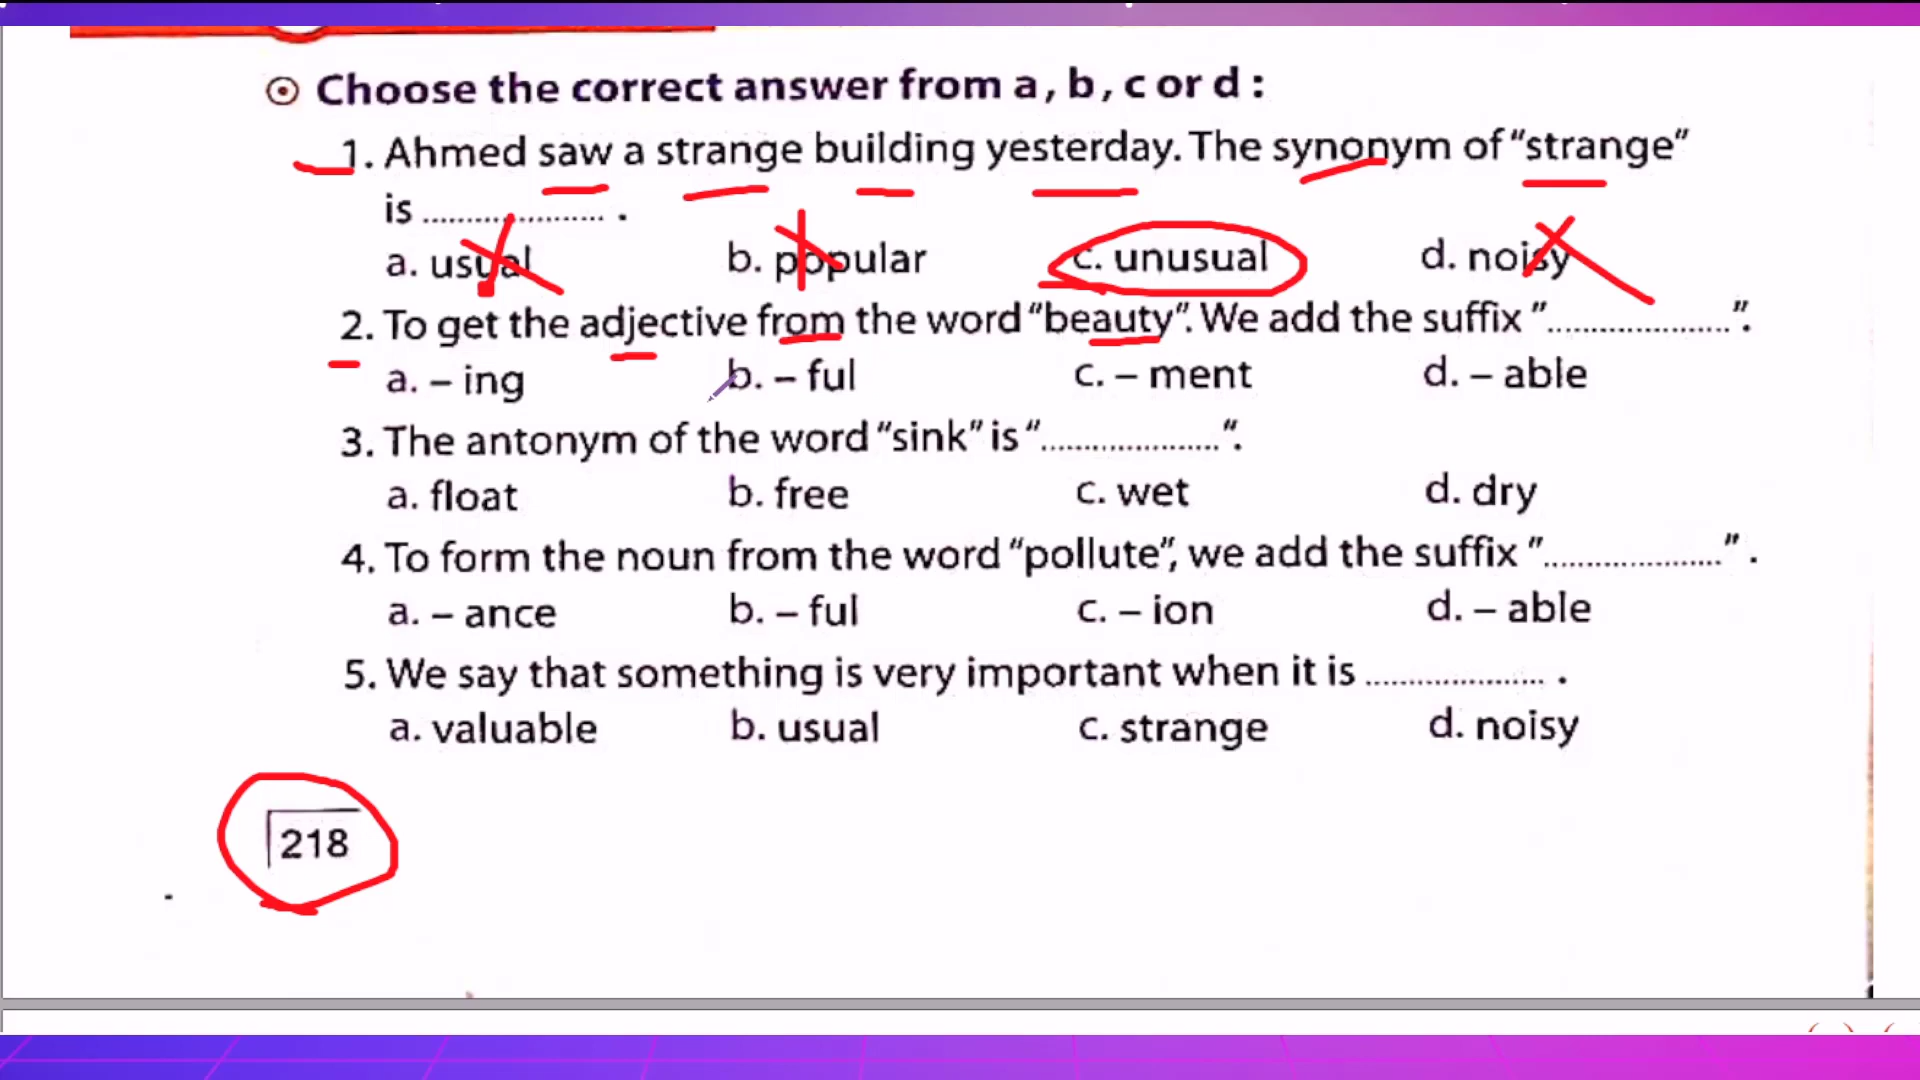 Choose the correct answer from a, b, c or d :
1. Ahmed saw a strange building yesterday. The synonym of "strange"
is .................... .
a. usual b. popular c. unusual d. noisy
2. To get the adjective from the word "beauty". We add the suffix "....................".
a. – ing b. – ful c. – ment d. – able
3. The antonym of the word "sink" is "....................".
a. float b. free c. wet d. dry
4. To form the noun from the word "pollute", we add the suffix "...................." .
a. – ance b. – ful c. – ion d. – able
5. We say that something is very important when it is .................... .
a. valuable b. usual c. strange d. noisy
218